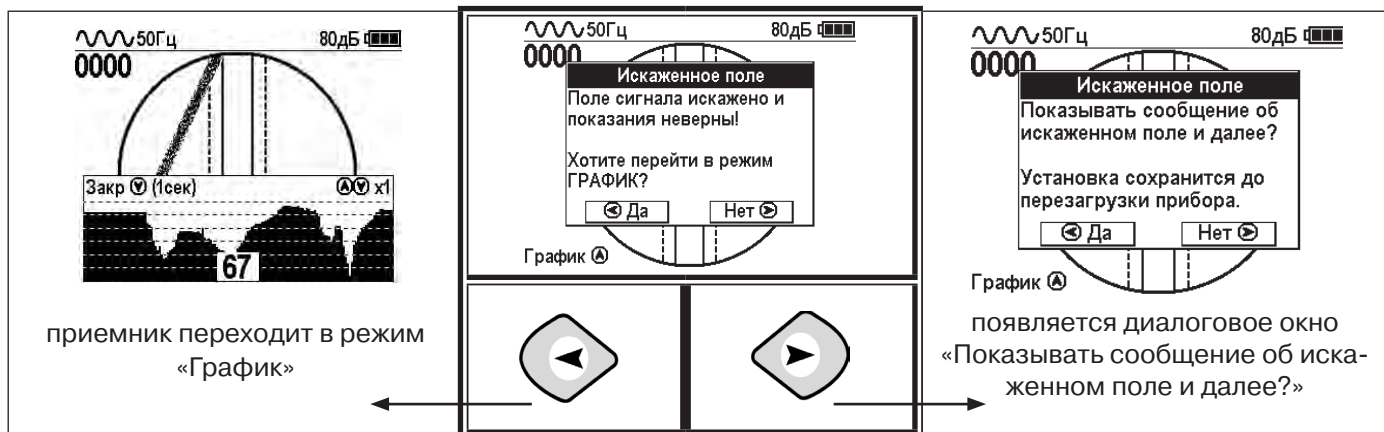 50Гц 80дБ
0000
Закр (1сек) x1
67
приемник переходит в режим
«График»
50Гц 80дБ
0000
Искаженное поле
Поле сигнала искажено и
показания неверны!
Хотите перейти в режим
ГРАФИК?
Да Нет
График
50Гц 80дБ
0000
Искаженное поле
Показывать сообщение об
искаженном поле и далее?
Установка сохранится до
перезагрузки прибора.
Да Нет
График
появляется диалоговое окно
«Показывать сообщение об иска-
женном поле и далее?»